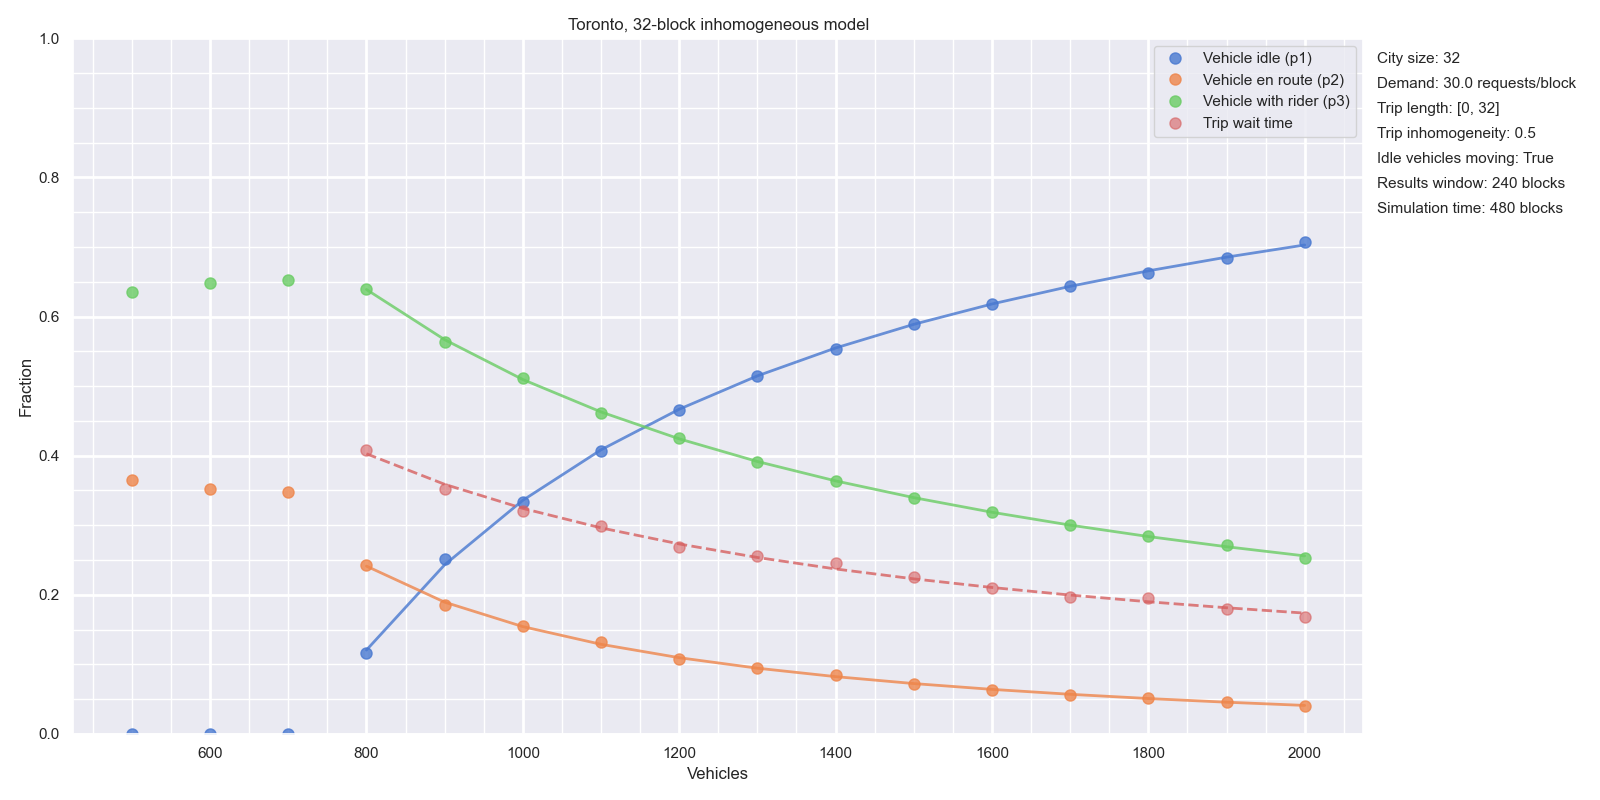 Toronto, 32-block inhomogeneous model
1.0
0.8
0.6
0.4
0.2
0.0
Fraction
600
800
1000
1200
1400
1600
1800
2000
Vehicles
Vehicle idle (p1)
Vehicle en route (p2)
Vehicle with rider (p3)
Trip wait time
City size: 32
Demand: 30.0 requests/block
Trip length: [0, 32]
Trip inhomogeneity: 0.5
Idle vehicles moving: True
Results window: 240 blocks
Simulation time: 480 blocks